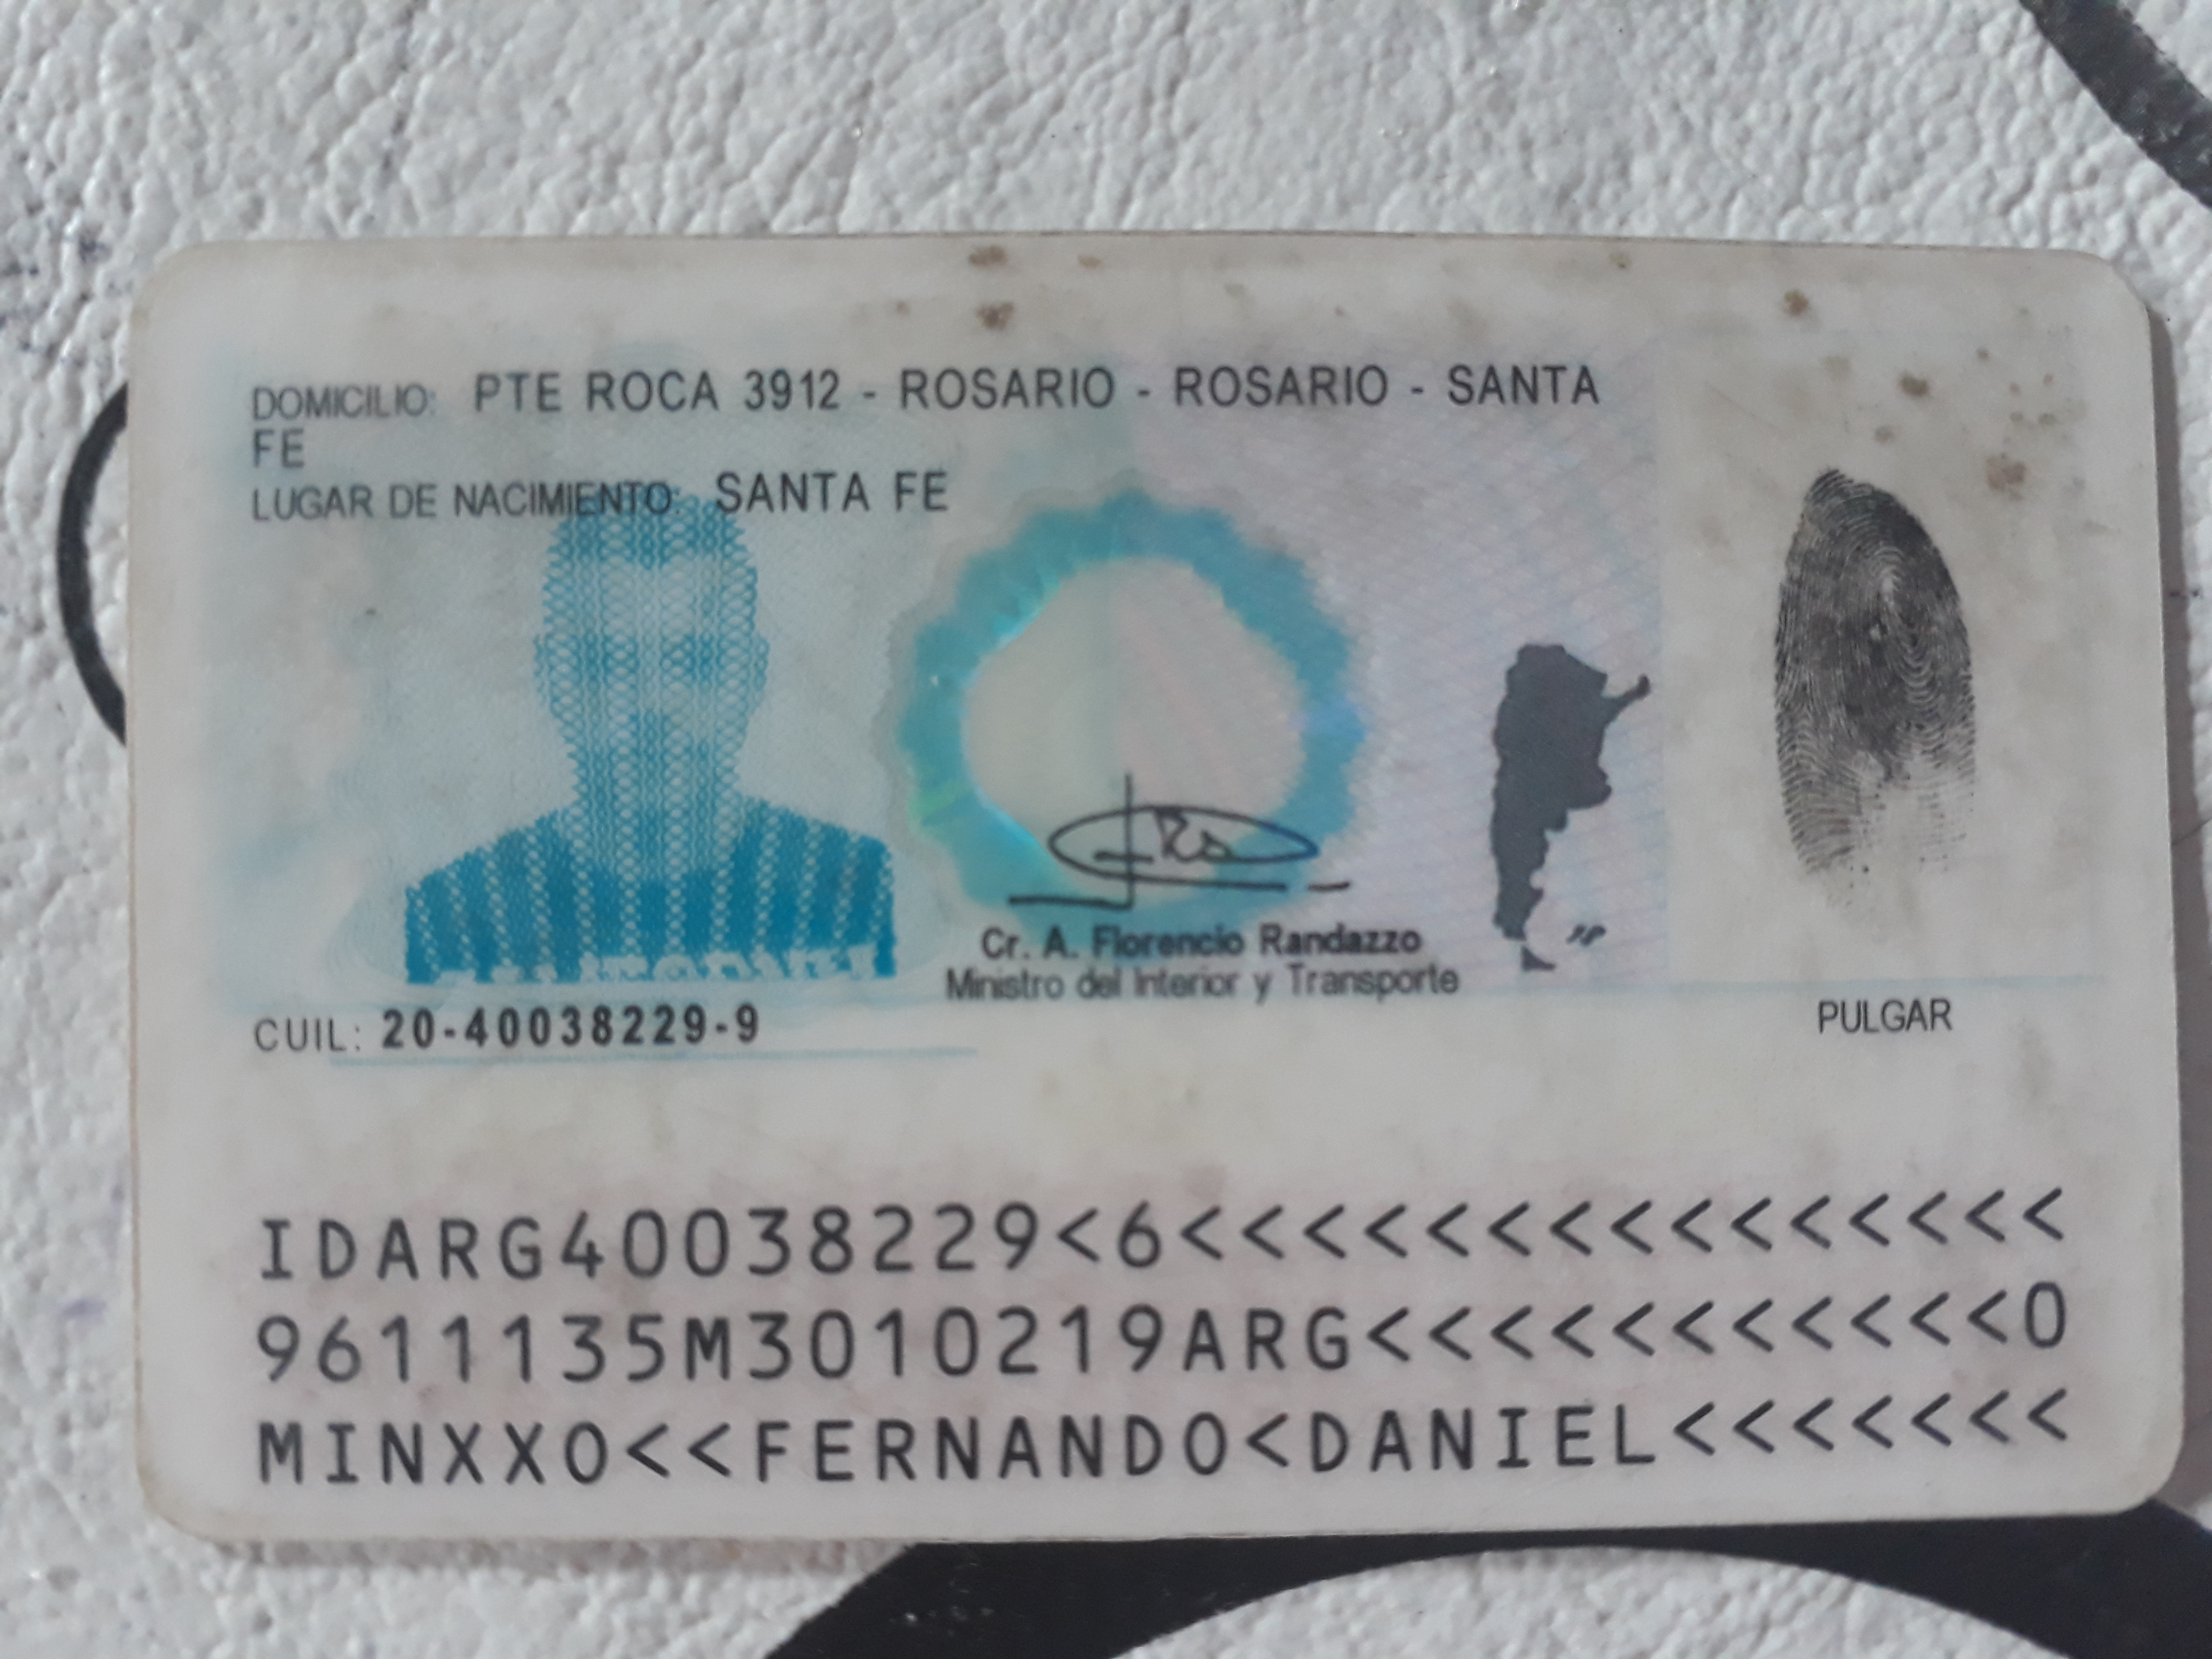 DOMICILIO: PTE ROCA 3912 - ROSARIO - ROSARIO - SANTA
FE
LUGAR DE NACIMIENTO: SANTA FE
Cr. A. Florencio Randazzo
Ministro del Interior y Transporte
CUIL: 20-40038229-9
PULGAR
IDARG40038229<6<<<<<<<<<<<<<<<
9611135M3010219ARG<<<<<<<<<<<0
MINXXO<<FERNANDO<DANIEL<<<<<<<